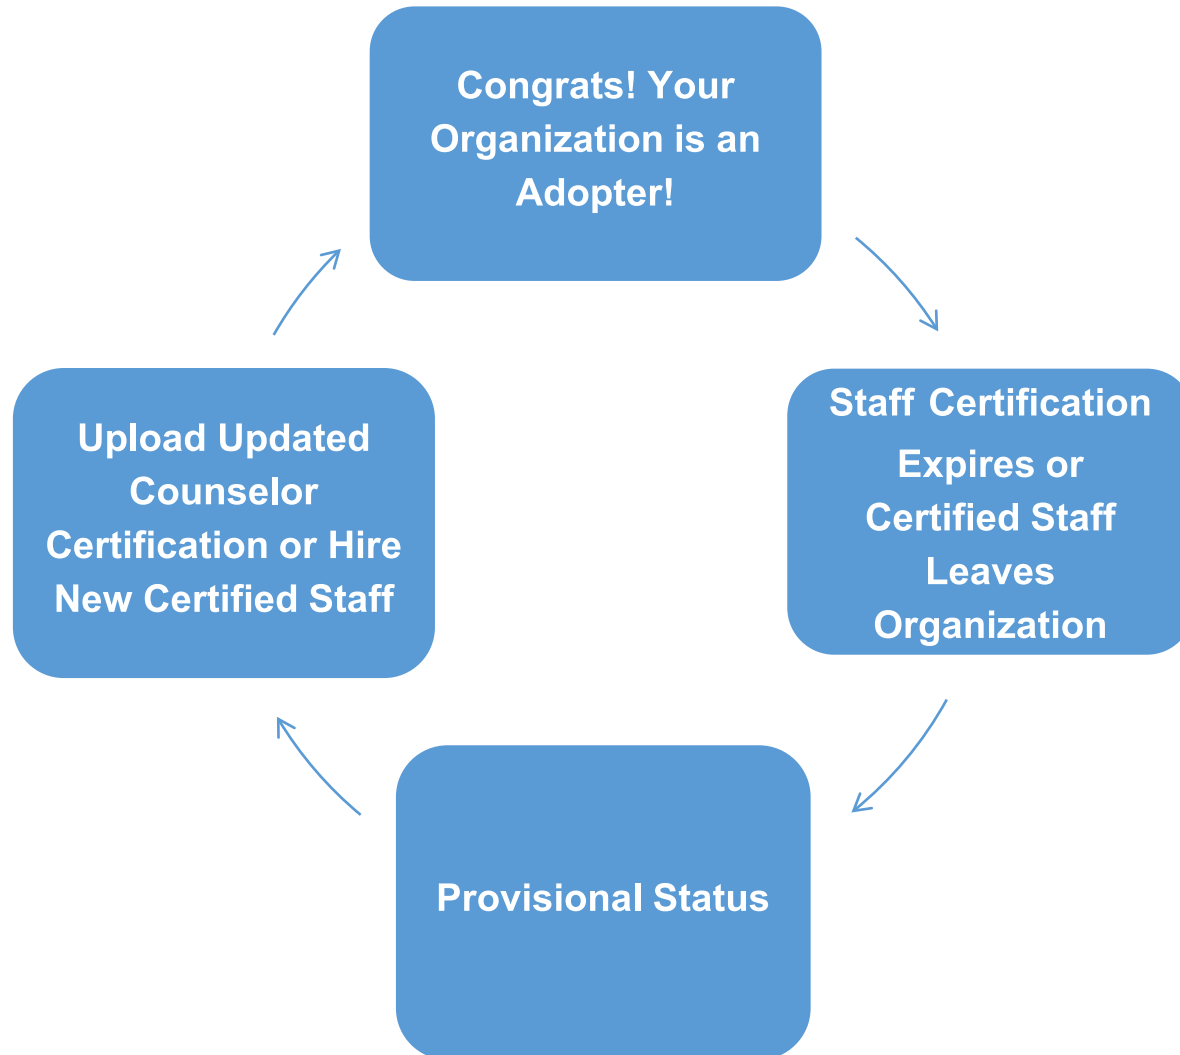 Congrats! Your
Organization is an
Adopter!
Staff Certification
Expires or
Certified Staff
Leaves
Organization
Provisional Status
Upload Updated
Counselor
Certification or Hire
New Certified Staff